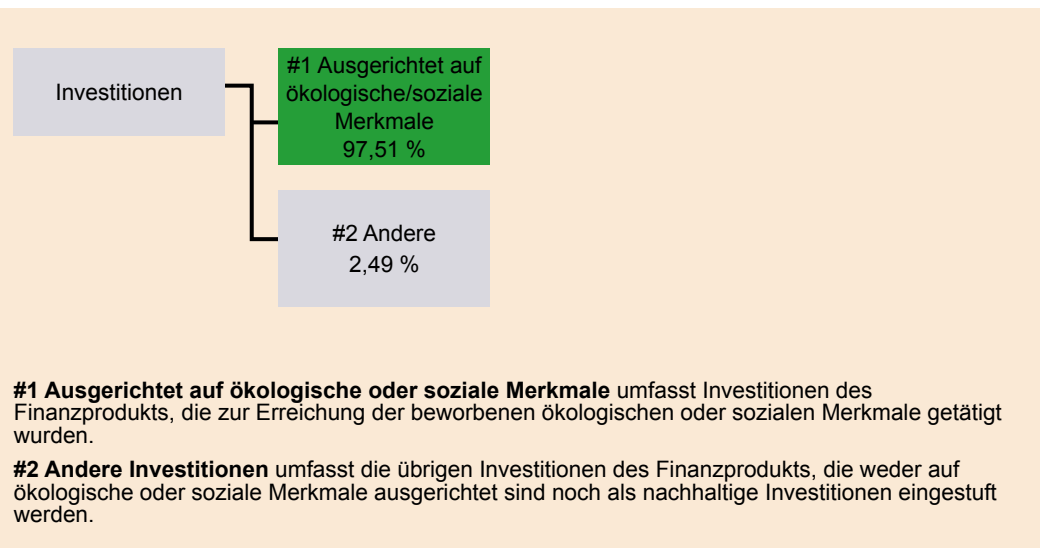 Investitionen
#1 Ausgerichtet auf
ökologische/soziale
Merkmale
97,51 %
#2 Andere
2,49 %
#1 Ausgerichtet auf ökologische oder soziale Merkmale umfasst Investitionen des
Finanzprodukts, die zur Erreichung der beworbenen ökologischen oder sozialen Merkmale getätigt
wurden.
#2 Andere Investitionen umfasst die übrigen Investitionen des Finanzprodukts, die weder auf
ökologische oder soziale Merkmale ausgerichtet sind noch als nachhaltige Investitionen eingestuft
werden.